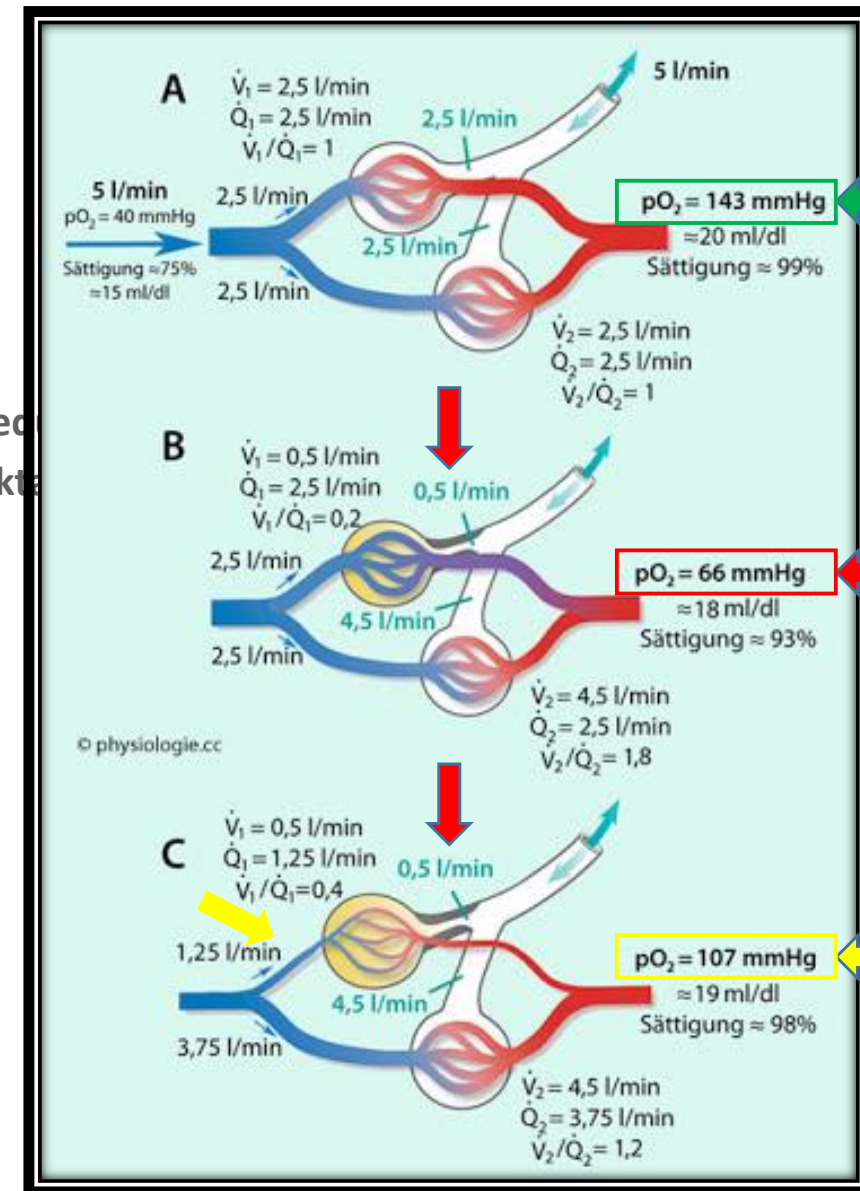 A
V̇₁ = 2,5 l/min
Q̇₁ = 2,5 l/min
V̇₁/Q̇₁= 1
2,5 l/min
5 l/min
5 l/min
pO₂= 40 mmHg
Sättigung ≈75%
≈15 ml/dl
2,5 l/min
2,5 l/min
2,5 l/min
pO₂= 143 mmHg
≈20 ml/dl
Sättigung ≈ 99%
V̇₂= 2,5 l/min
Q̇₂= 2,5 l/min
V̇₂/Q̇₂= 1
B
V̇₁ = 0,5 l/min
Q̇₁ = 2,5 l/min
V̇₁/Q̇₁=0,2
0,5 l/min
2,5 l/min
4,5 l/min
2,5 l/min
pO₂= 66 mmHg
≈18 ml/dl
Sättigung ≈ 93%
V̇₂= 4,5 l/min
Q̇₂= 2,5 l/min
V̇₂/Q̇₂= 1,8
© physiologie.cc
C
V̇₁ = 0,5 l/min
Q̇₁ = 1,25 l/min
V̇₁/Q̇₁=0,4
0,5 l/min
1,25 l/min
4,5 l/min
3,75 l/min
pO₂= 107 mmHg
≈19 ml/dl
Sättigung ≈ 98%
V̇₂= 4,5 l/min
Q̇₂= 3,75 l/min
V̇₂/Q̇₂= 1,2